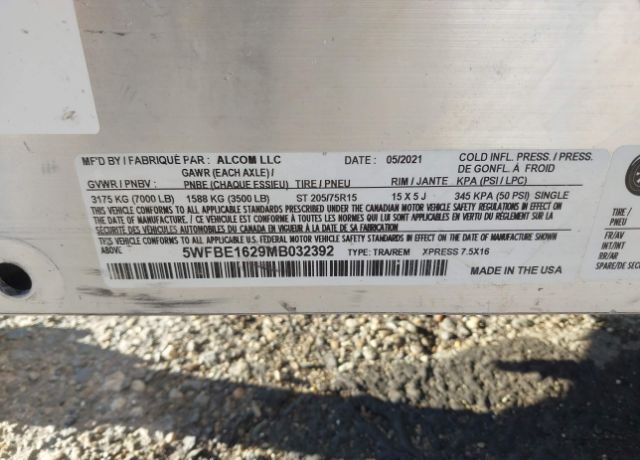 MF'D BY / FABRIQUÉ PAR : ALCOM LLC DATE : 05/2021 COLD INFL. PRESS. / PRESS.
GAWR (EACH AXLE) / DE GONFL. À FROID
GVWR / PNBV : PNBE (CHAQUE ESSIEU) TIRE / PNEU RIM / JANTE KPA (PSI / LPC)
3175 KG (7000 LB) 1588 KG (3500 LB) ST 205/75R15 15 X 5 J 345 KPA (50 PSI) SINGLE
THIS VEHICLE CONFORMS TO ALL APPLICABLE STANDARDS PRESCRIBED UNDER THE CANADIAN MOTOR VEHICLE SAFETY REGULATIONS IN EFFECT ON THE DATE OF
MANUFACTURE. / CE VÉHICULE EST CONFORME À TOUTES LES NORMES QUI LUI SONT APPLICABLES EN VERTU DU RÈGLEMENT SUR LA
SÉCURITÉ DES VÉHICULES AUTOMOBILES DU CANADA EN VIGUEUR À LA DATE DE SA FABRICATION.
THIS VEHICLE CONFORMS TO ALL APPLICABLE U.S. FEDERAL MOTOR VEHICLE SAFETY STANDARDS IN EFFECT ON THE DATE OF MANUFACTURE SHOWN
ABOVE. 5WFBE1629MB032392 TYPE: TRA/REM XPRESS 7.5X16
MADE IN THE USA
TIRE /
PNEU
FR/AV
INT/INT
RR/AR
SPARE/DE SEC